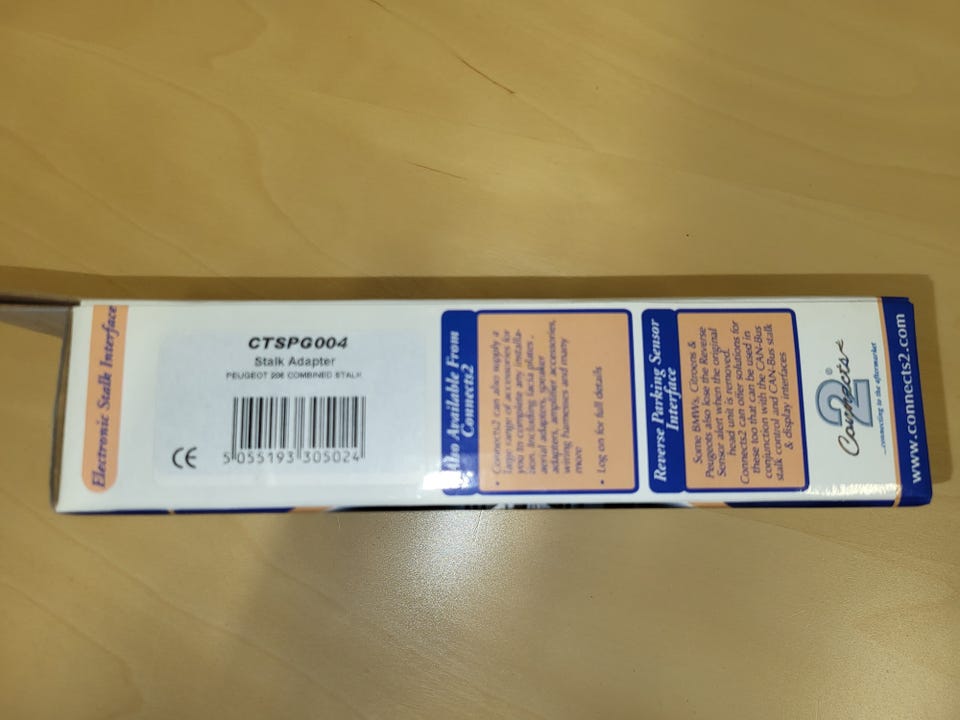 Electronic Stalk Interface
CTSPG004
Stalk Adapter
PEUGEOT 206 COMBINED STALK
CE
5 055193 305024
Also Available From
Connects2
• Connects2 can also supply a
large range of accessories for
you to complete any installa-
tion, including facia plates ,
aerial adapters, speaker
adapters, amplifier accessories,
wiring harnesses and many
more
• Log on for full details
Reverse Parking Sensor
Interface
Some BMWs, Citroens &
Peugeots also lose the Reverse
Sensor alert when the original
head unit is removed.
Connects2 can offer solutions for
these too that can be used in
conjunction with the CAN-Bus
stalk control and CAN-Bus stalk
& display interfaces
Connects
2®
...connecting to the aftermarket
www.connects2.com